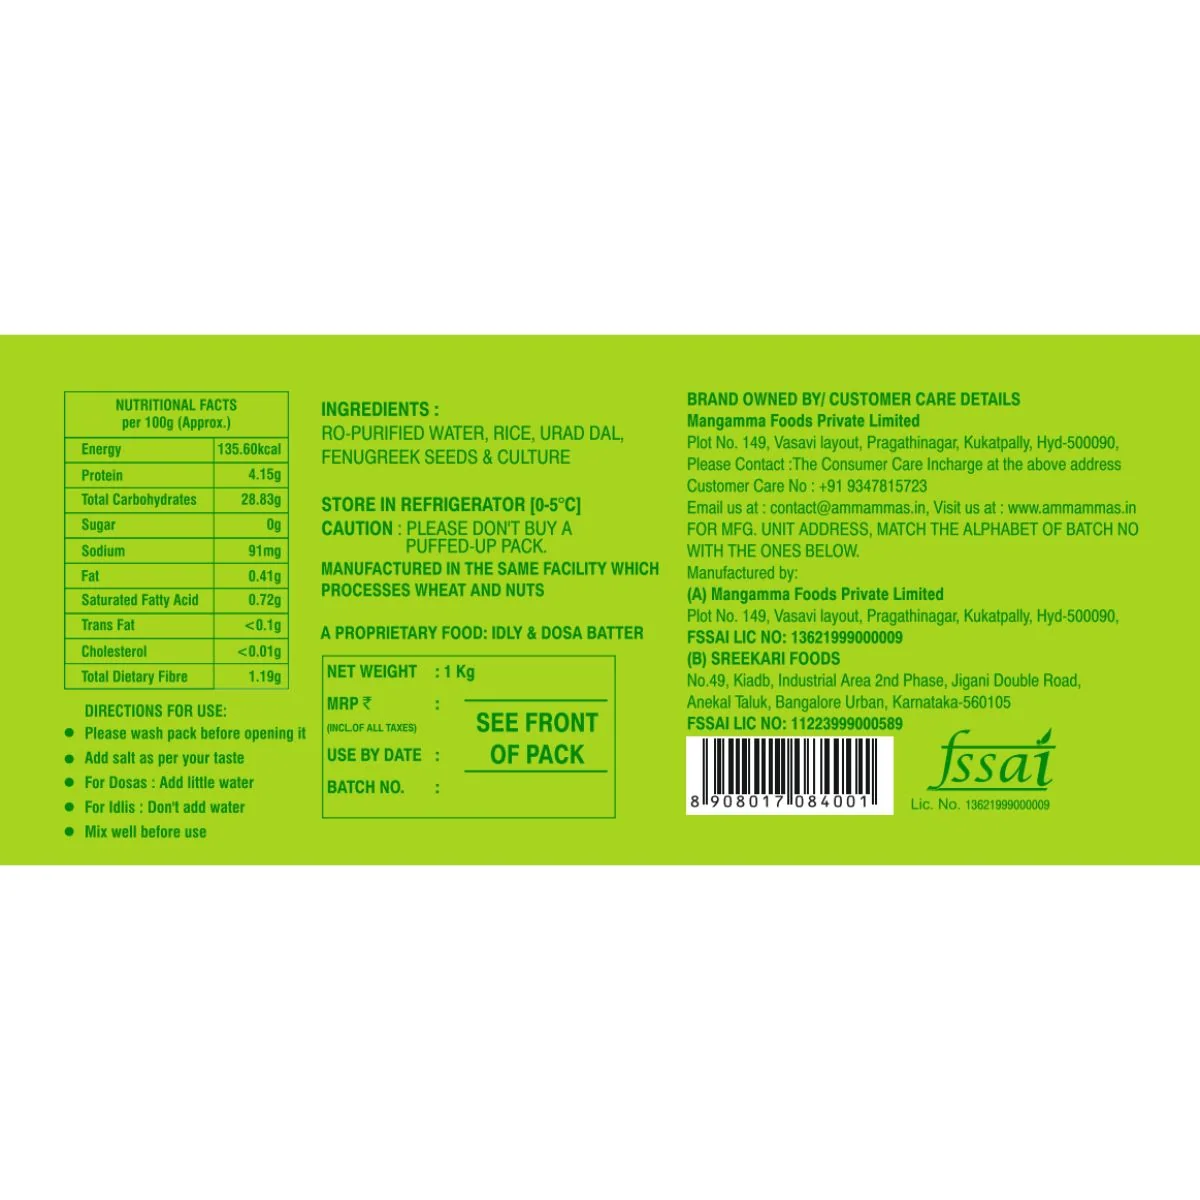 NUTRITIONAL FACTS
per 100g (Approx.)
Energy 135.60kcal
Protein 4.15g
Total Carbohydrates 28.83g
Sugar 0g
Sodium 91mg
Fat 0.41g
Saturated Fatty Acid 0.72g
Trans Fat <0.1g
Cholesterol <0.01g
Total Dietary Fibre 1.19g
DIRECTIONS FOR USE:
● Please wash pack before opening it
● Add salt as per your taste
● For Dosas : Add little water
● For Idlis : Don't add water
● Mix well before use
INGREDIENTS :
RO-PURIFIED WATER, RICE, URAD DAL,
FENUGREEK SEEDS & CULTURE
STORE IN REFRIGERATOR [0-5°C]
CAUTION : PLEASE DON'T BUY A
PUFFED-UP PACK.
MANUFACTURED IN THE SAME FACILITY WHICH
PROCESSES WHEAT AND NUTS
A PROPRIETARY FOOD: IDLY & DOSA BATTER
NET WEIGHT : 1 Kg
MRP ₹ :
(INCL.OF ALL TAXES)
USE BY DATE :
BATCH NO. :
SEE FRONT
OF PACK
BRAND OWNED BY/ CUSTOMER CARE DETAILS
Mangamma Foods Private Limited
Plot No. 149, Vasavi layout, Pragathinagar, Kukatpally, Hyd-500090,
Please Contact :The Consumer Care Incharge at the above address
Customer Care No : +91 9347815723
Email us at : contact@ammammas.in, Visit us at : www.ammammas.in
FOR MFG. UNIT ADDRESS, MATCH THE ALPHABET OF BATCH NO
WITH THE ONES BELOW.
Manufactured by:
(A) Mangamma Foods Private Limited
Plot No. 149, Vasavi layout, Pragathinagar, Kukatpally, Hyd-500090,
FSSAI LIC NO: 13621999000009
(B) SREEKARI FOODS
No.49, Kiadb, Industrial Area 2nd Phase, Jigani Double Road,
Anekal Taluk, Bangalore Urban, Karnataka-560105
FSSAI LIC NO: 11223999000589
8 908017 084001
fssai
Lic. No. 13621999000009